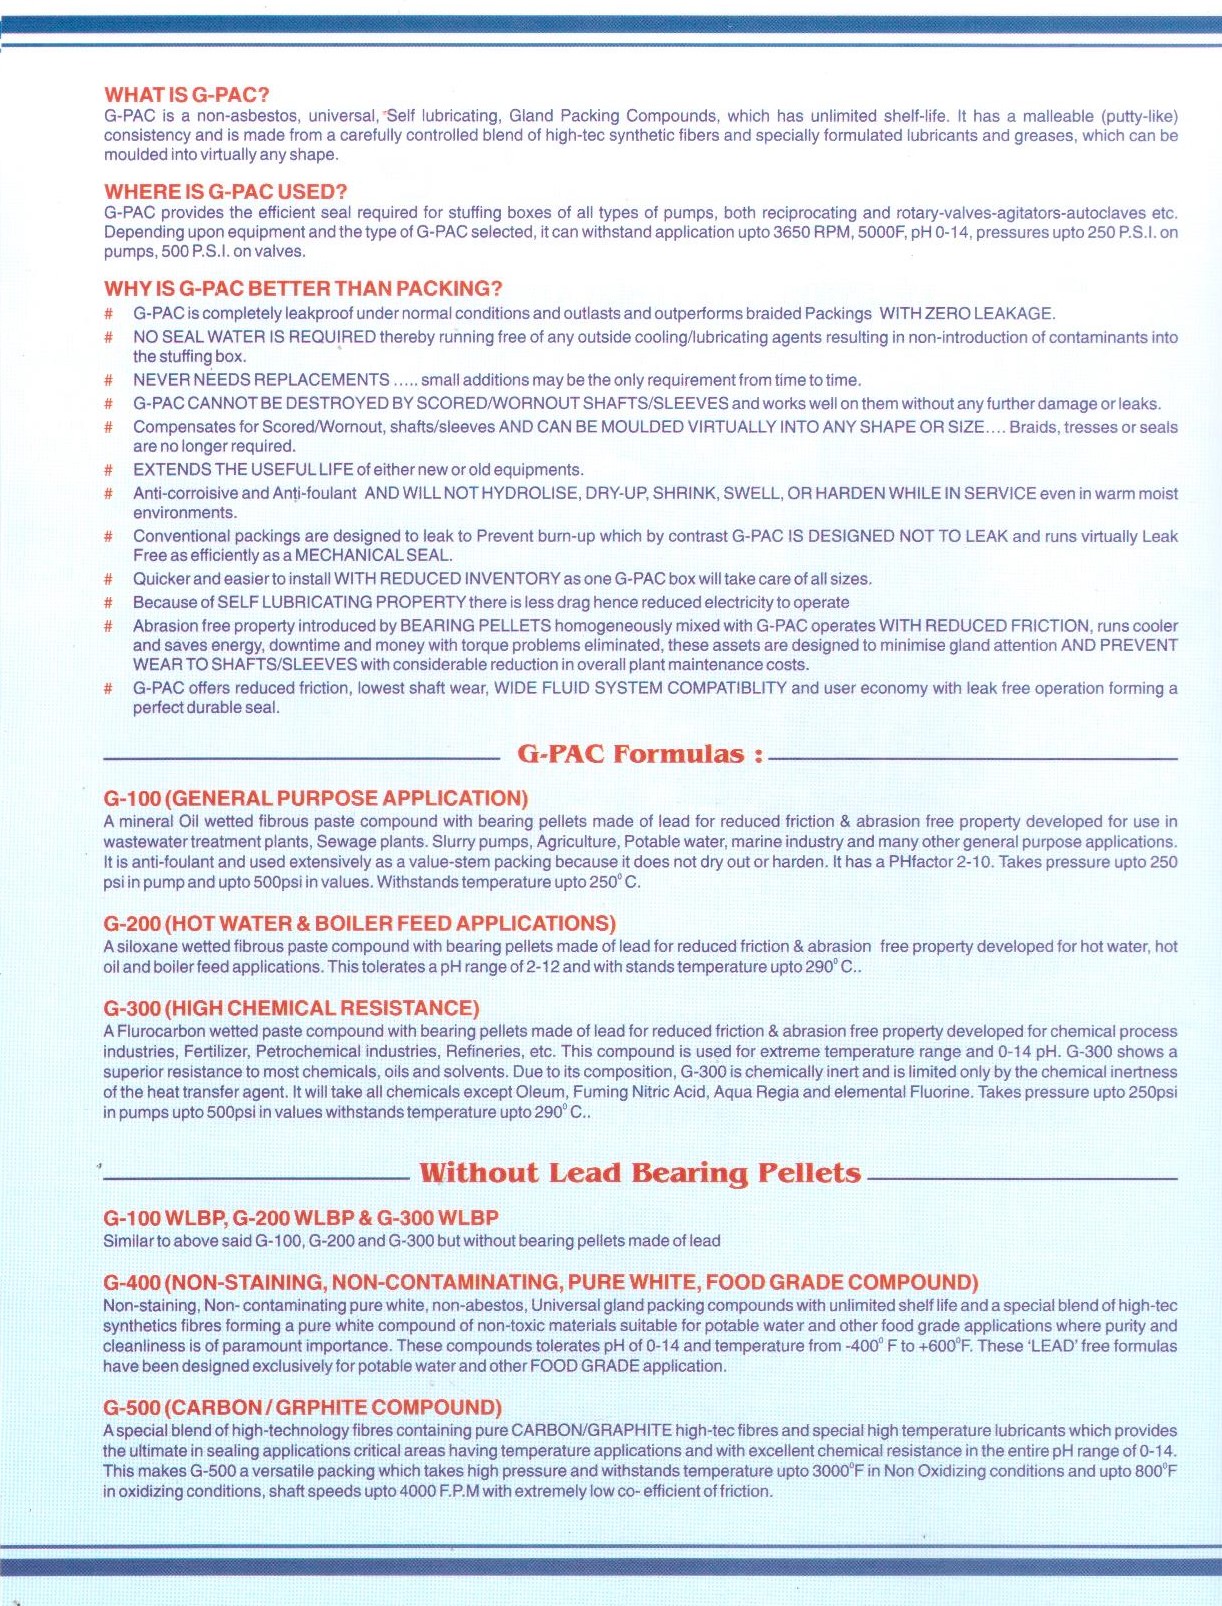 WHAT IS G-PAC?
G-PAC is a non-asbestos, universal, Self lubricating, Gland Packing Compounds, which has unlimited shelf-life. It has a malleable (putty-like)
consistency and is made from a carefully controlled blend of high-tec synthetic fibers and specially formulated lubricants and greases, which can be
moulded into virtually any shape.
WHERE IS G-PAC USED?
G-PAC provides the efficient seal required for stuffing boxes of all types of pumps, both reciprocating and rotary-valves-agitators-autoclaves etc.
Depending upon equipment and the type of G-PAC selected, it can withstand application upto 3650 RPM, 5000F, pH 0-14, pressures upto 250 P.S.I. on
pumps, 500 P.S.I. on valves.
WHY IS G-PAC BETTER THAN PACKING?
# G-PAC is completely leakproof under normal conditions and outlasts and outperforms braided Packings WITH ZERO LEAKAGE.
# NO SEAL WATER IS REQUIRED thereby running free of any outside cooling/lubricating agents resulting in non-introduction of contaminants into
the stuffing box.
# NEVER NEEDS REPLACEMENTS ..... small additions may be the only requirement from time to time.
# G-PAC CANNOT BE DESTROYED BY SCORED/WORNOUT SHAFTS/SLEEVES and works well on them without any further damage or leaks.
# Compensates for Scored/Wornout, shafts/sleeves AND CAN BE MOULDED VIRTUALLY INTO ANY SHAPE OR SIZE.... Braids, tresses or seals
are no longer required.
# EXTENDS THE USEFUL LIFE of either new or old equipments.
# Anti-corroisive and Anti-foulant AND WILL NOT HYDROLISE, DRY-UP, SHRINK, SWELL, OR HARDEN WHILE IN SERVICE even in warm moist
environments.
# Conventional packings are designed to leak to Prevent burn-up which by contrast G-PAC IS DESIGNED NOT TO LEAK and runs virtually Leak
Free as efficiently as a MECHANICAL SEAL.
# Quicker and easier to install WITH REDUCED INVENTORY as one G-PAC box will take care of all sizes.
# Because of SELF LUBRICATING PROPERTY there is less drag hence reduced electricity to operate
# Abrasion free property introduced by BEARING PELLETS homogeneously mixed with G-PAC operates WITH REDUCED FRICTION, runs cooler
and saves energy, downtime and money with torque problems eliminated, these assets are designed to minimise gland attention AND PREVENT
WEAR TO SHAFTS/SLEEVES with considerable reduction in overall plant maintenance costs.
# G-PAC offers reduced friction, lowest shaft wear, WIDE FLUID SYSTEM COMPATIBLITY and user economy with leak free operation forming a
perfect durable seal.
G-PAC Formulas :
G-100 (GENERAL PURPOSE APPLICATION)
A mineral Oil wetted fibrous paste compound with bearing pellets made of lead for reduced friction & abrasion free property developed for use in
wastewater treatment plants, Sewage plants. Slurry pumps, Agriculture, Potable water, marine industry and many other general purpose applications.
It is anti-foulant and used extensively as a value-stem packing because it does not dry out or harden. It has a PHfactor 2-10. Takes pressure upto 250
psi in pump and upto 500psi in values. Withstands temperature upto 250⁰ C.
G-200 (HOT WATER & BOILER FEED APPLICATIONS)
A siloxane wetted fibrous paste compound with bearing pellets made of lead for reduced friction & abrasion free property developed for hot water, hot
oil and boiler feed applications. This tolerates a pH range of 2-12 and with stands temperature upto 290⁰ C..
G-300 (HIGH CHEMICAL RESISTANCE)
A Flurocarbon wetted paste compound with bearing pellets made of lead for reduced friction & abrasion free property developed for chemical process
industries, Fertilizer, Petrochemical industries, Refineries, etc. This compound is used for extreme temperature range and 0-14 pH. G-300 shows a
superior resistance to most chemicals, oils and solvents. Due to its composition, G-300 is chemically inert and is limited only by the chemical inertness
of the heat transfer agent. It will take all chemicals except Oleum, Fuming Nitric Acid, Aqua Regia and elemental Fluorine. Takes pressure upto 250psi
in pumps upto 500psi in values withstands temperature upto 290⁰ C..
Without Lead Bearing Pellets
G-100 WLBP, G-200 WLBP & G-300 WLBP
Similar to above said G-100, G-200 and G-300 but without bearing pellets made of lead
G-400 (NON-STAINING, NON-CONTAMINATING, PURE WHITE, FOOD GRADE COMPOUND)
Non-staining, Non- contaminating pure white, non-abestos, Universal gland packing compounds with unlimited shelf life and a special blend of high-tec
synthetics fibres forming a pure white compound of non-toxic materials suitable for potable water and other food grade applications where purity and
cleanliness is of paramount importance. These compounds tolerates pH of 0-14 and temperature from -400⁰ F to +600⁰F. These 'LEAD' free formulas
have been designed exclusively for potable water and other FOOD GRADE application.
G-500 (CARBON / GRPHITE COMPOUND)
A special blend of high-technology fibres containing pure CARBON/GRAPHITE high-tec fibres and special high temperature lubricants which provides
the ultimate in sealing applications critical areas having temperature applications and with excellent chemical resistance in the entire pH range of 0-14.
This makes G-500 a versatile packing which takes high pressure and withstands temperature upto 3000⁰F in Non Oxidizing conditions and upto 800⁰F
in oxidizing conditions, shaft speeds upto 4000 F.P.M with extremely low co- efficient of friction.